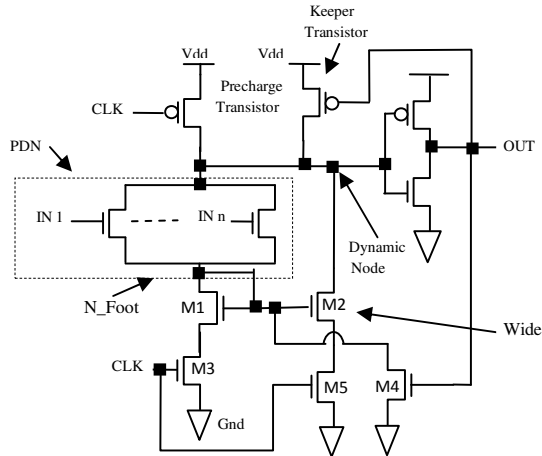 Keeper
Transistor
Vdd
Vdd
Precharge
Transistor
CLK
OUT
PDN
IN 1
IN n
Dynamic
Node
N_Foot
M1
M2
Wide
CLK
M3
M5
M4
Gnd